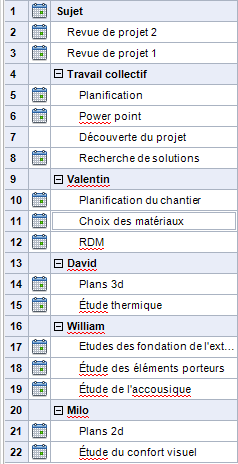 1 Sujet
2 Revue de projet 2
3 Revue de projet 1
4 Travail collectif
5 Planification
6 Power point
7 Découverte du projet
8 Recherche de solutions
9 Valentin
10 Planification du chantier
11 Choix des matériaux
12 RDM
13 David
14 Plans 3d
15 Étude thermique
16 William
17 Etudes des fondation de l'ext...
18 Étude des éléments porteurs
19 Étude de l'accousique
20 Milo
21 Plans 2d
22 Étude du confort visuel